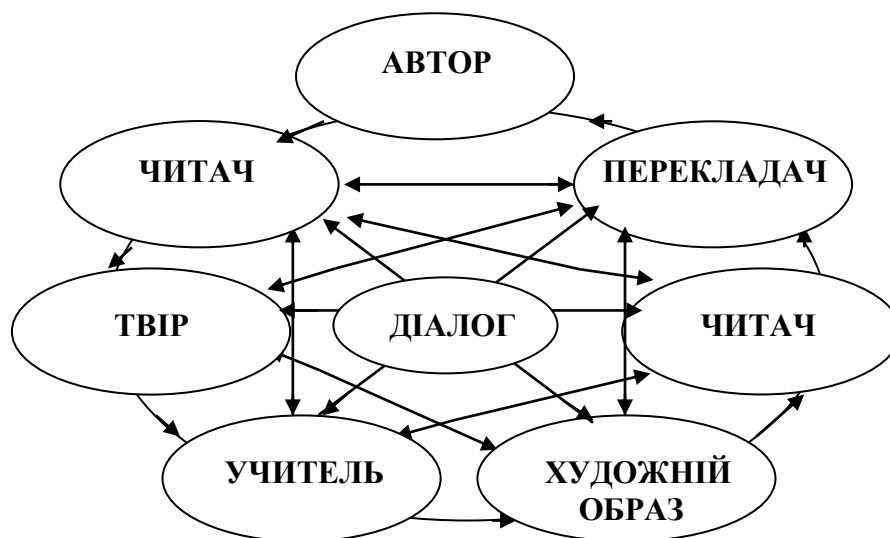 АВТОР
ЧИТАЧ
ПЕРЕКЛАДАЧ
ТВІР
ДІАЛОГ
ЧИТАЧ
УЧИТЕЛЬ
ХУДОЖНІЙ
ОБРАЗ